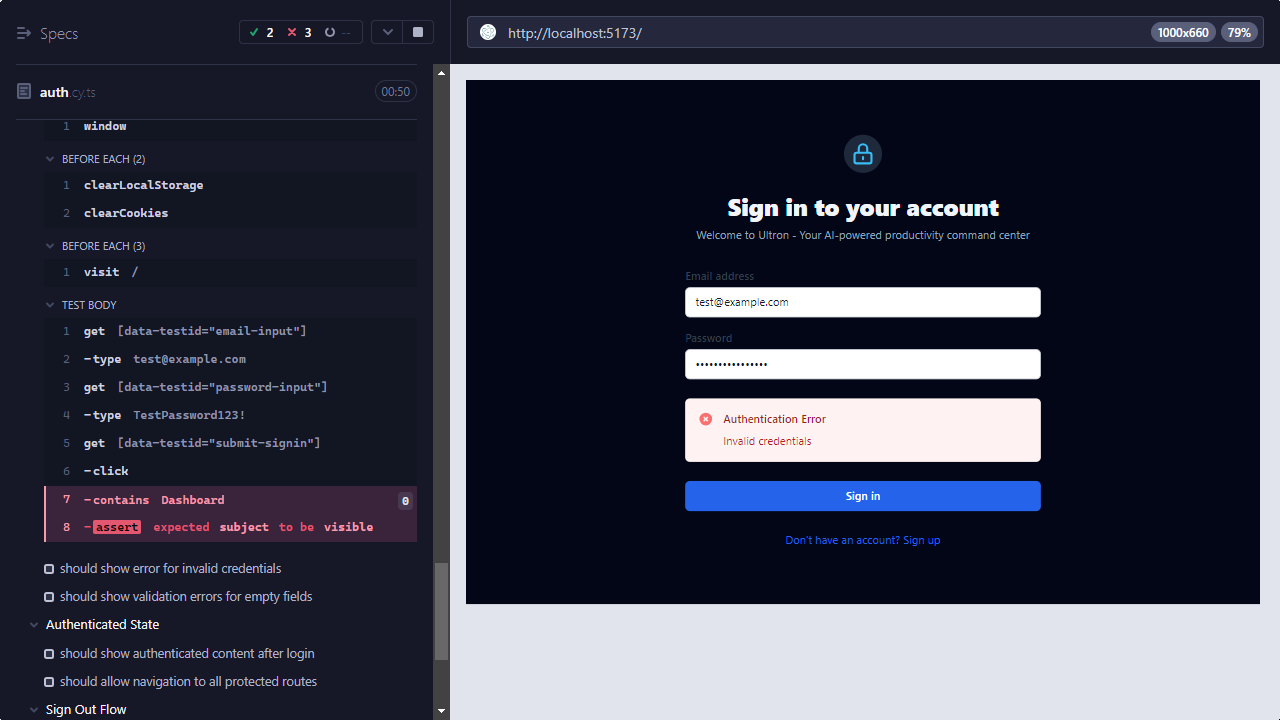 Specs
2 3 --
http://localhost:5173/
1000x660 79%
auth.cy.ts 00:50
1 window
BEFORE EACH (2)
1 clearLocalStorage
2 clearCookies
BEFORE EACH (3)
1 visit /
TEST BODY
1 get [data-testid="email-input"]
2 -type test@example.com
3 get [data-testid="password-input"]
4 -type TestPassword123!
5 get [data-testid="submit-signin"]
6 -click
7 -contains Dashboard 0
8 -assert expected subject to be visible
should show error for invalid credentials
should show validation errors for empty fields
Authenticated State
should show authenticated content after login
should allow navigation to all protected routes
Sign Out Flow
Sign in to your account
Welcome to Ultron - Your AI-powered productivity command center
Email address
test@example.com
Password
••••••••••••••••
Authentication Error
Invalid credentials
Sign in
Don't have an account? Sign up